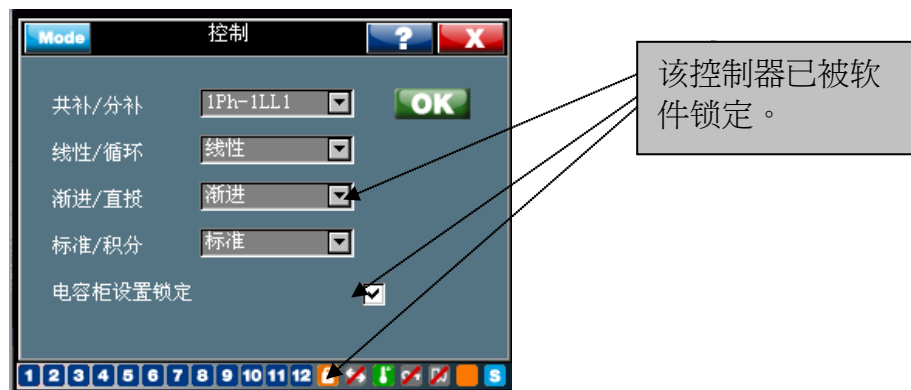 Mode 控制 ? X
共补/分补 1Ph-1LL1 OK
线性/循环 线性
渐进/直投 渐进
标准/积分 标准
电容柜设置锁定
1 2 3 4 5 6 7 8 9 10 11 12 S
该控制器已被软
件锁定。